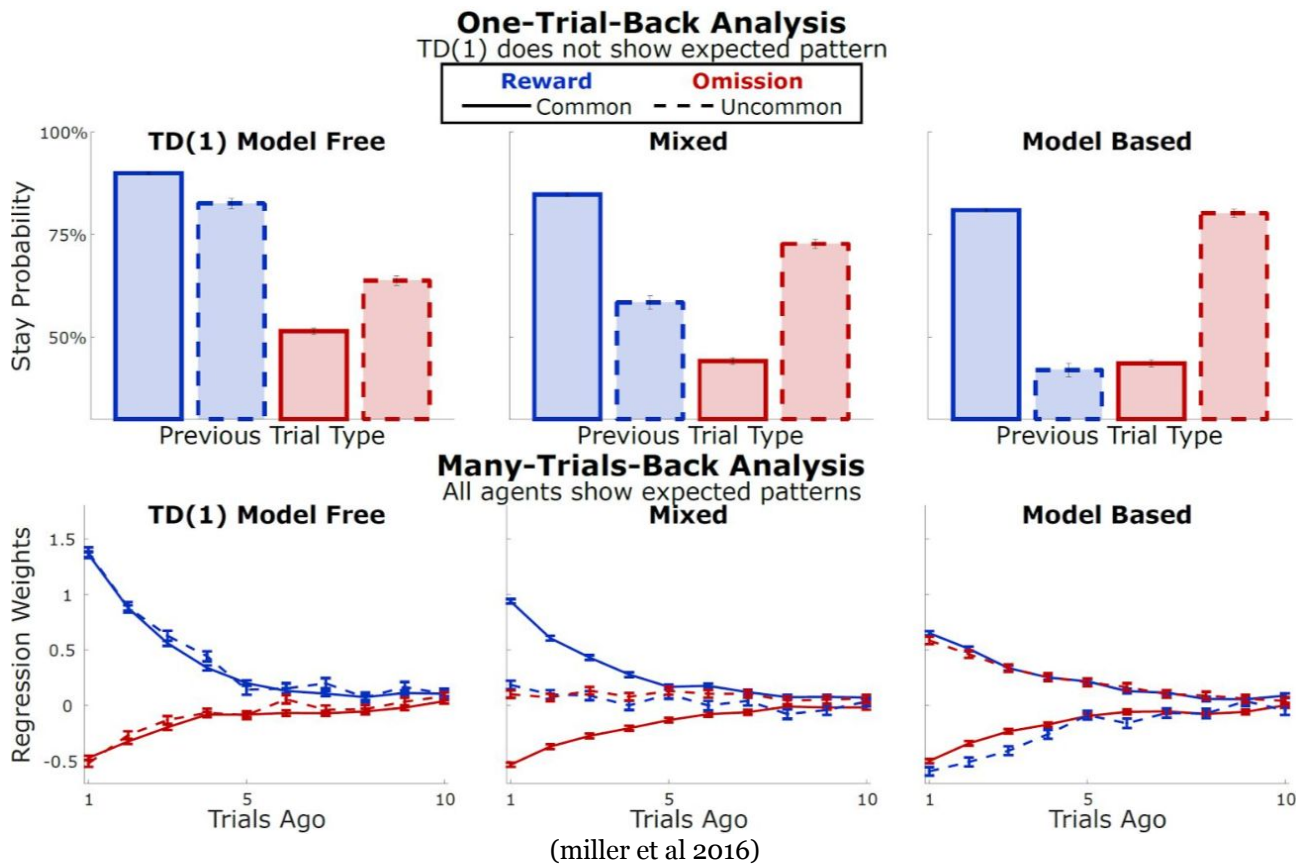 One-Trial-Back Analysis
TD(1) does not show expected pattern
Reward Omission
Common Uncommon
TD(1) Model Free Mixed Model Based
100%
75%
50%
Stay Probability
Previous Trial Type Previous Trial Type Previous Trial Type
Many-Trials-Back Analysis
All agents show expected patterns
TD(1) Model Free Mixed Model Based
1.5
1
0.5
0
-0.5
Regression Weights
1 5 10 1 5 10 1 5 10
Trials Ago Trials Ago Trials Ago
(miller et al 2016)